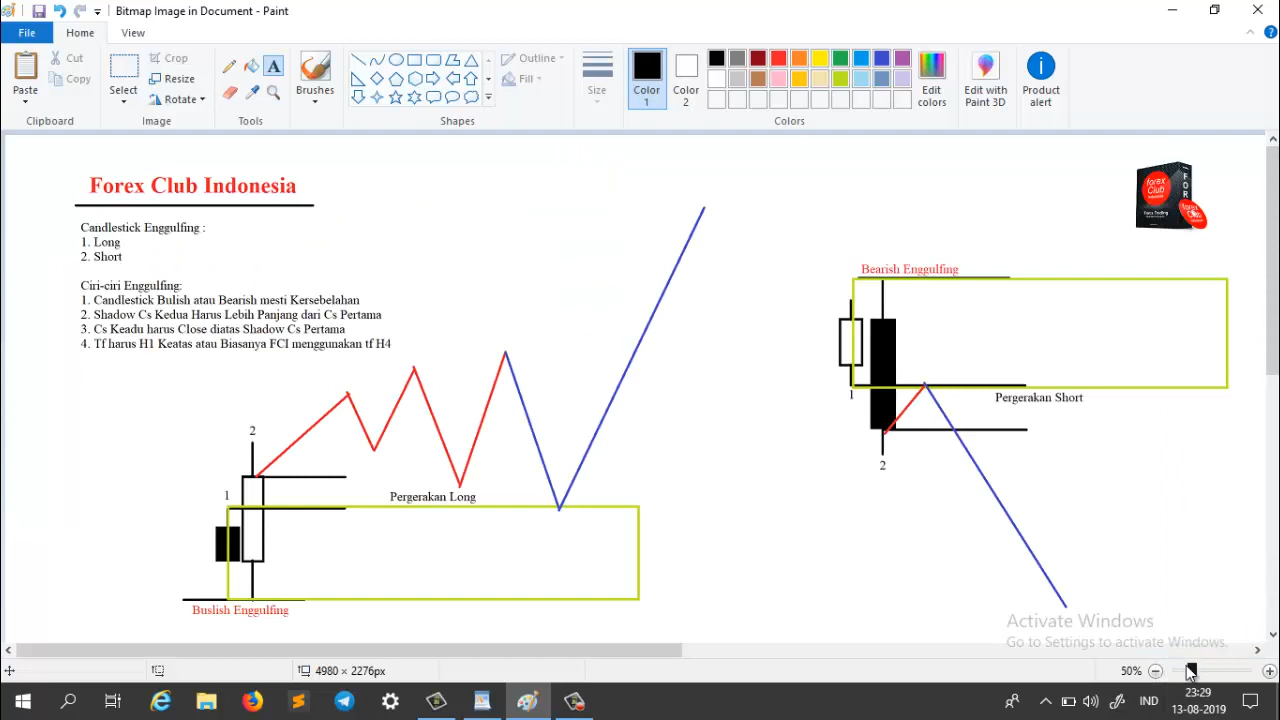 Bitmap Image in Document - Paint
File Home View
Cut
Copy
Paste
Clipboard
Crop
Resize
Rotate
Select
Image
Tools
Brushes
Outline
Fill
Shapes
Size
Color 1
Color 2
Edit colors
Colors
Edit with Paint 3D
Product alert
Forex Club Indonesia
Candlestick Enggulfing :
1. Long
2. Short
Ciri-ciri Enggulfing:
1. Candlestick Bulish atau Bearish mesti Kersebelahan
2. Shadow Cs Kedua Harus Lebih Panjang dari Cs Pertama
3. Cs Keadu harus Close diatas Shadow Cs Pertama
4. Tf harus H1 Keatas atau Biasanya FCI menggunakan tf H4
2
1
Pergerakan Long
Buslish Enggulfing
forex
Club
Bearish Enggulfing
1
Pergerakan Short
2
Activate Windows
Go to Settings to activate Windows.
4980 × 2276px
50%
IND
23:29
13-08-2019